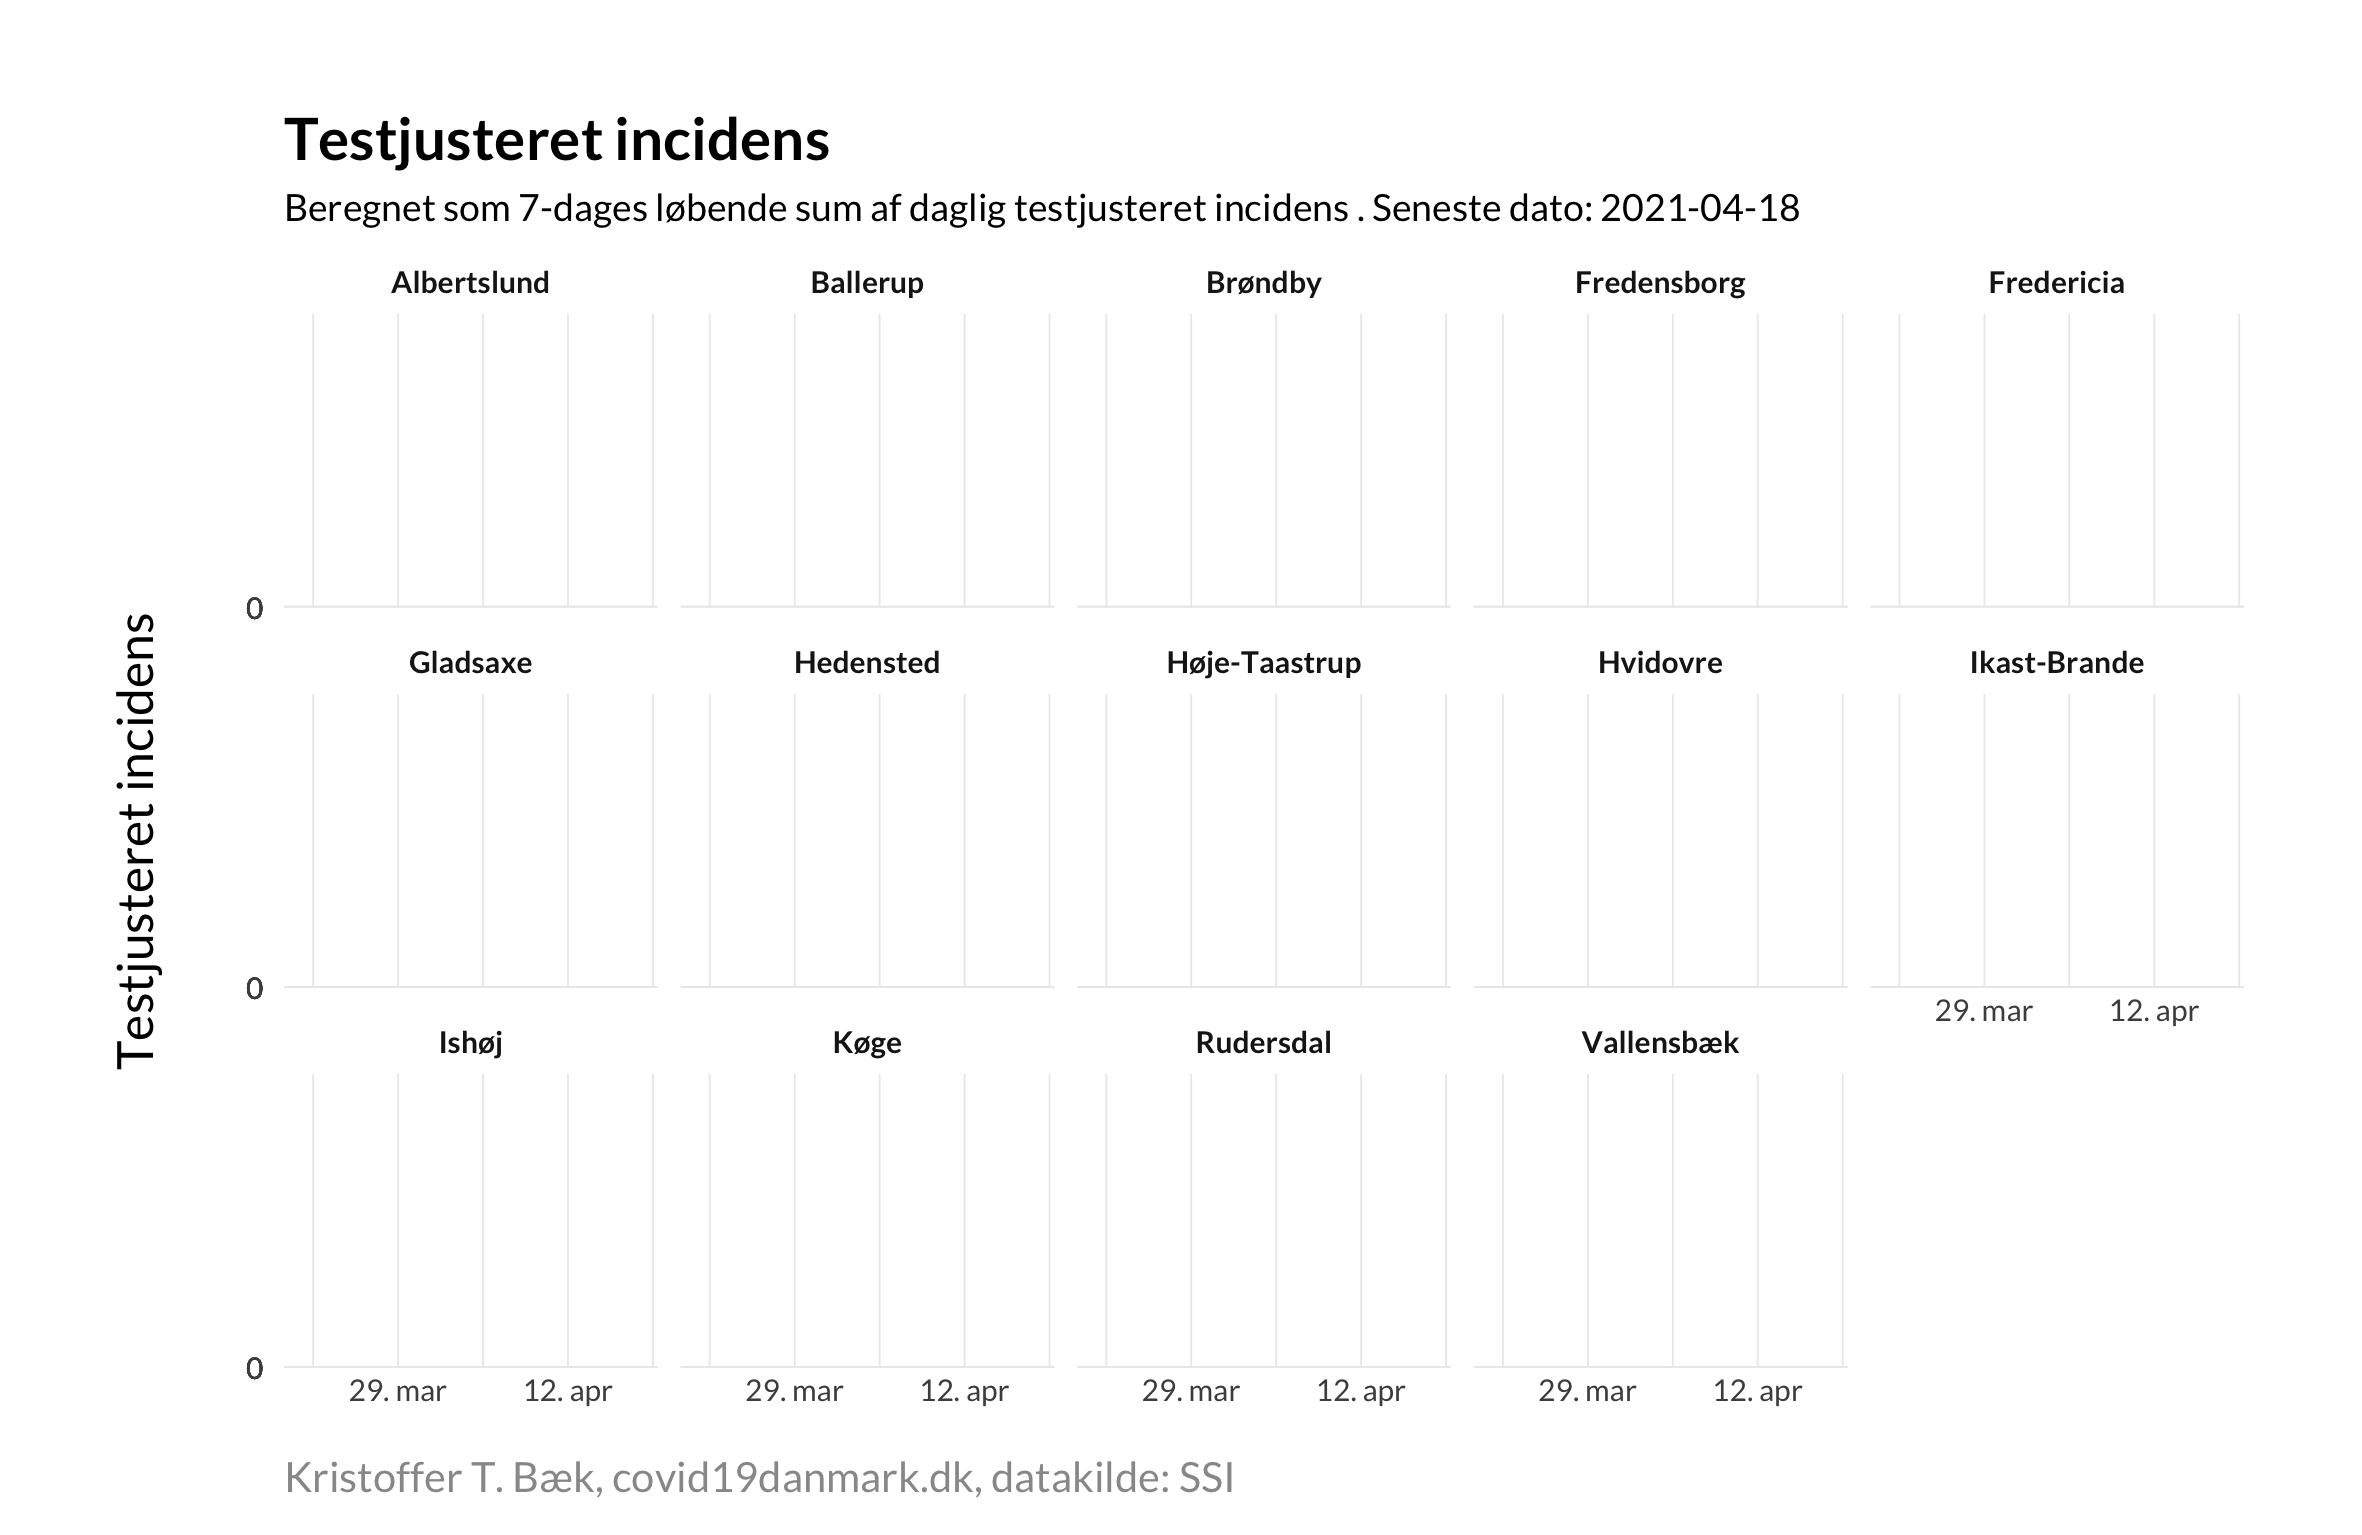 Testjusteret incidens
Beregnet som 7-dages løbende sum af daglig testjusteret incidens . Seneste dato: 2021-04-18
Testjusteret incidens
Albertslund Ballerup Brøndby Fredensborg Fredericia
0
Gladsaxe Hedensted Høje-Taastrup Hvidovre Ikast-Brande
0
29. mar 12. apr
Ishøj Køge Rudersdal Vallensbæk
0
29. mar 12. apr 29. mar 12. apr 29. mar 12. apr 29. mar 12. apr
Kristoffer T. Bæk, covid19danmark.dk, datakilde: SSI